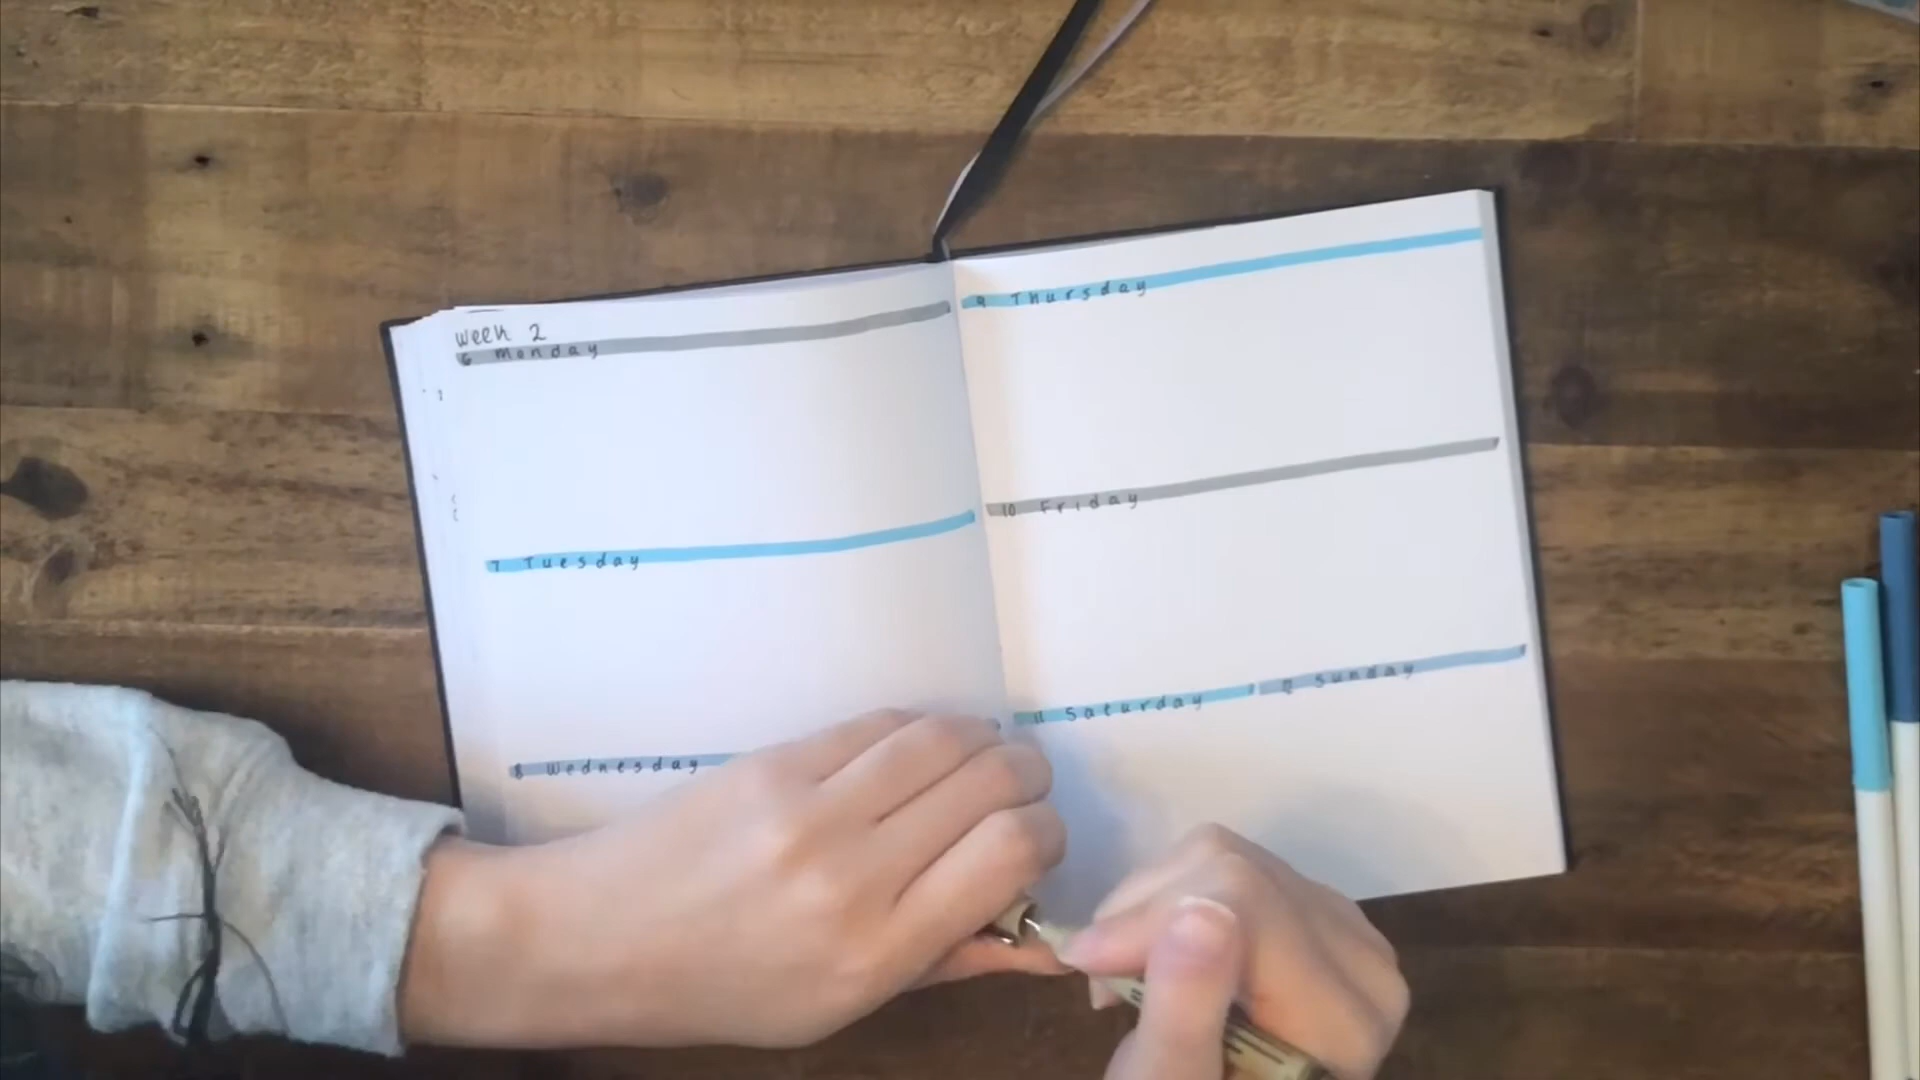 Week 2
6 Monday
7 Tuesday
8 Wednesday
9 Thursday
10 Friday
11 Saturday
12 Sunday